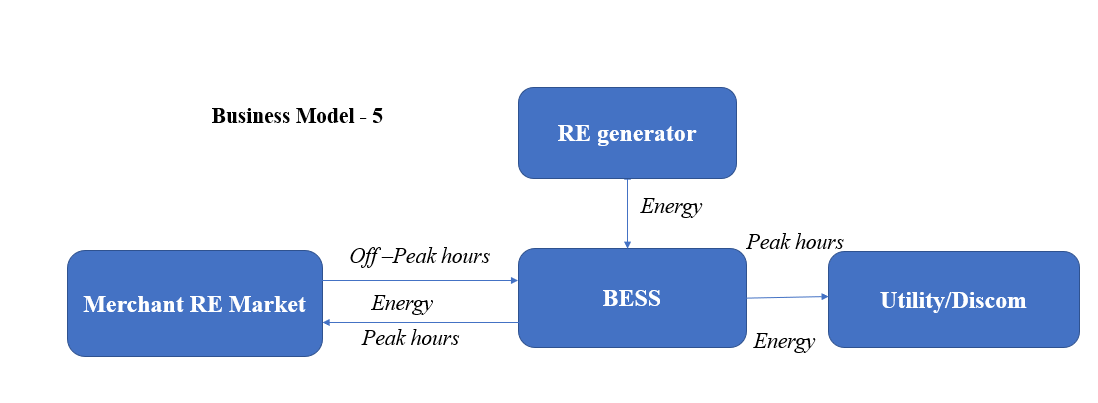 Business Model - 5
RE generator
Energy
Off –Peak hours
Peak hours
Merchant RE Market
Energy
BESS
Utility/Discom
Peak hours
Energy